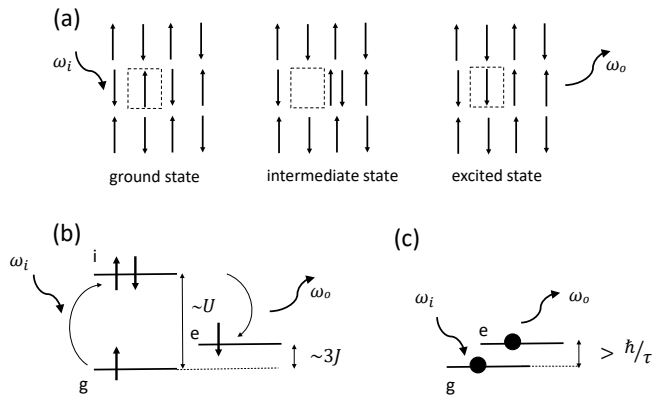 (a)
ω_i
ω_o
ground state
intermediate state
excited state
(b)
ω_i
i
~U
g
e
ω_o
~3J
(c)
ω_i
ω_o
e
g
> ħ/τ